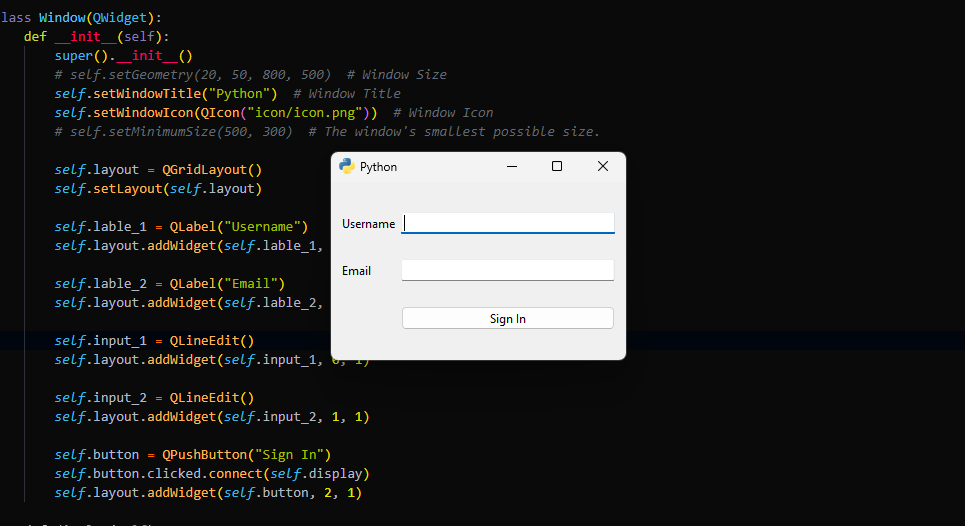 lass Window(QWidget):
def __init__(self):
super().__init__()
# self.setGeometry(20, 50, 800, 500)  # Window Size
self.setWindowTitle("Python")  # Window Title
self.setWindowIcon(QIcon("icon/icon.png"))  # Window Icon
# self.setMinimumSize(500, 300)  # The window's smallest possible size.
self.layout = QGridLayout()
self.setLayout(self.layout)
self.lable_1 = QLabel("Username")
self.layout.addWidget(self.lable_1,
self.lable_2 = QLabel("Email")
self.layout.addWidget(self.lable_2,
self.input_1 = QLineEdit()
self.layout.addWidget(self.input_1, 0, 1)
self.input_2 = QLineEdit()
self.layout.addWidget(self.input_2, 1, 1)
self.button = QPushButton("Sign In")
self.button.clicked.connect(self.display)
self.layout.addWidget(self.button, 2, 1)
Python
Username
Email
Sign In